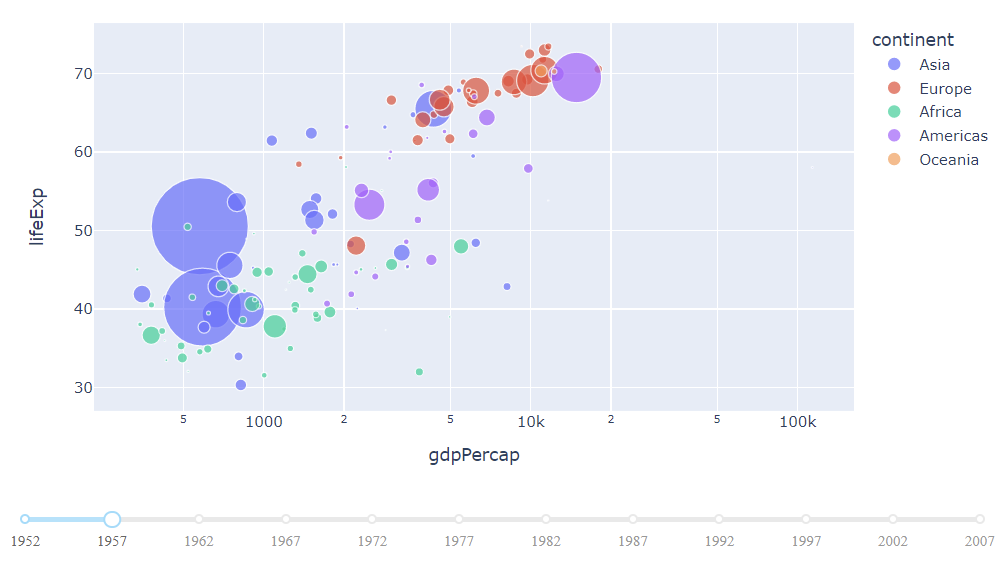 continent
Asia
Europe
Africa
Americas
Oceania
lifeExp
70
60
50
40
30
5 1000 2 5 10k 2 5 100k
gdpPercap
1952 1957 1962 1967 1972 1977 1982 1987 1992 1997 2002 2007